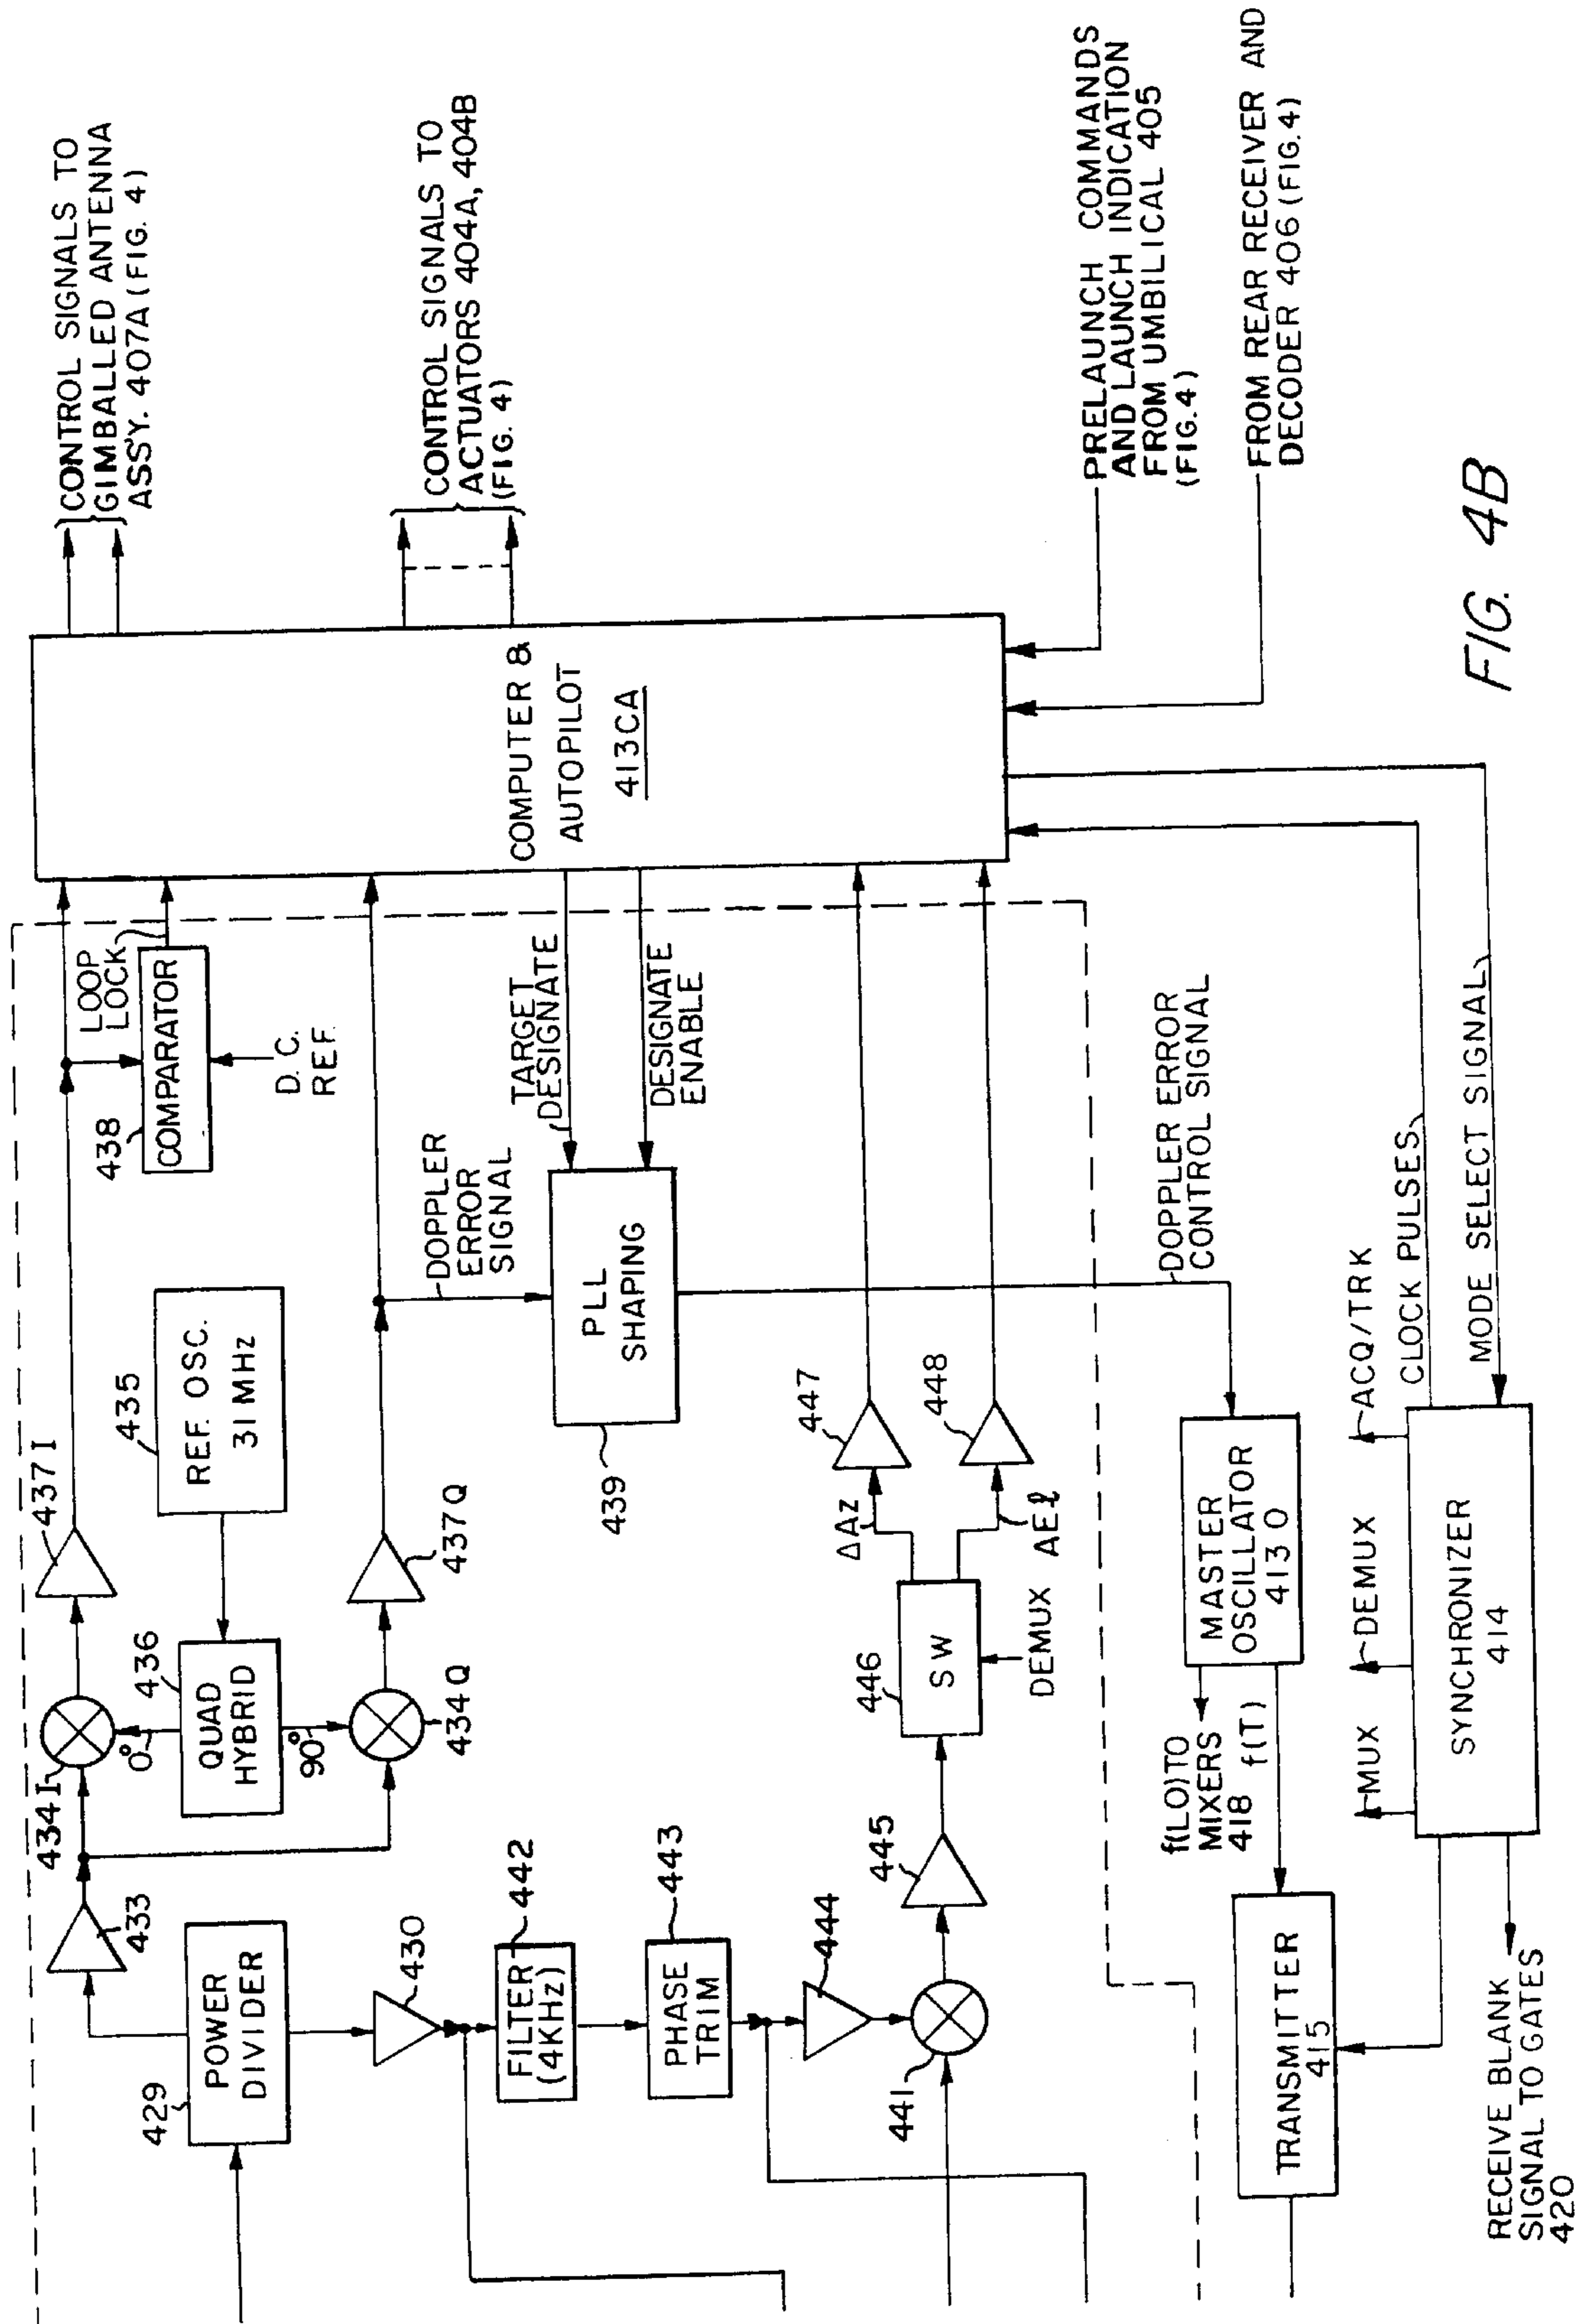 CONTROL SIGNALS TO
GIMBALLED ANTENNA
ASS'Y. 407A (FIG. 4)
CONTROL SIGNALS TO
ACTUATORS 404A, 404B
(FIG. 4)
PRELAUNCH COMMANDS
AND LAUNCH INDICATION
FROM UMBILICAL 405
(FIG. 4)
FROM REAR RECEIVER AND
DECODER 406 (FIG. 4)
COMPUTER &
AUTOPILOT
413CA
LOOP
LOCK
COMPARATOR
438
D.C.
REF.
TARGET
DESIGNATE
DESIGNATE
ENABLE
DOPPLER
ERROR
SIGNAL
PLL
SHAPING
439
DOPPLER ERROR
CONTROL SIGNAL
437I
435
REF. OSC.
31 MHz
434I
0°
436
QUAD
HYBRID
90°
434Q
437Q
433
429
POWER
DIVIDER
430
442
FILTER
(4KHz)
443
PHASE
TRIM
444
441
445
446
SW
DEMUX
ΔAz
AEl
447
448
MASTER
OSCILLATOR
413 O
f(LO) TO
MIXERS
418
f(T)
TRANSMITTER
415
MUX
DEMUX
ACQ/TRK
CLOCK PULSES
MODE SELECT SIGNAL
SYNCHRONIZER
414
RECEIVE BLANK
SIGNAL TO GATES
420
FIG. 4B